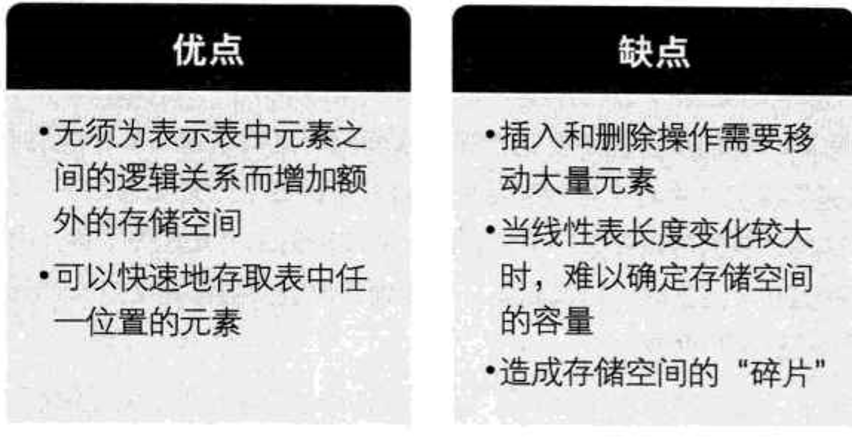 优点
•无须为表示表中元素之
间的逻辑关系而增加额
外的存储空间
•可以快速地存取表中任
一位置的元素
缺点
•插入和删除操作需要移
动大量元素
•当线性表长度变化较大
时，难以确定存储空间
的容量
•造成存储空间的“碎片”